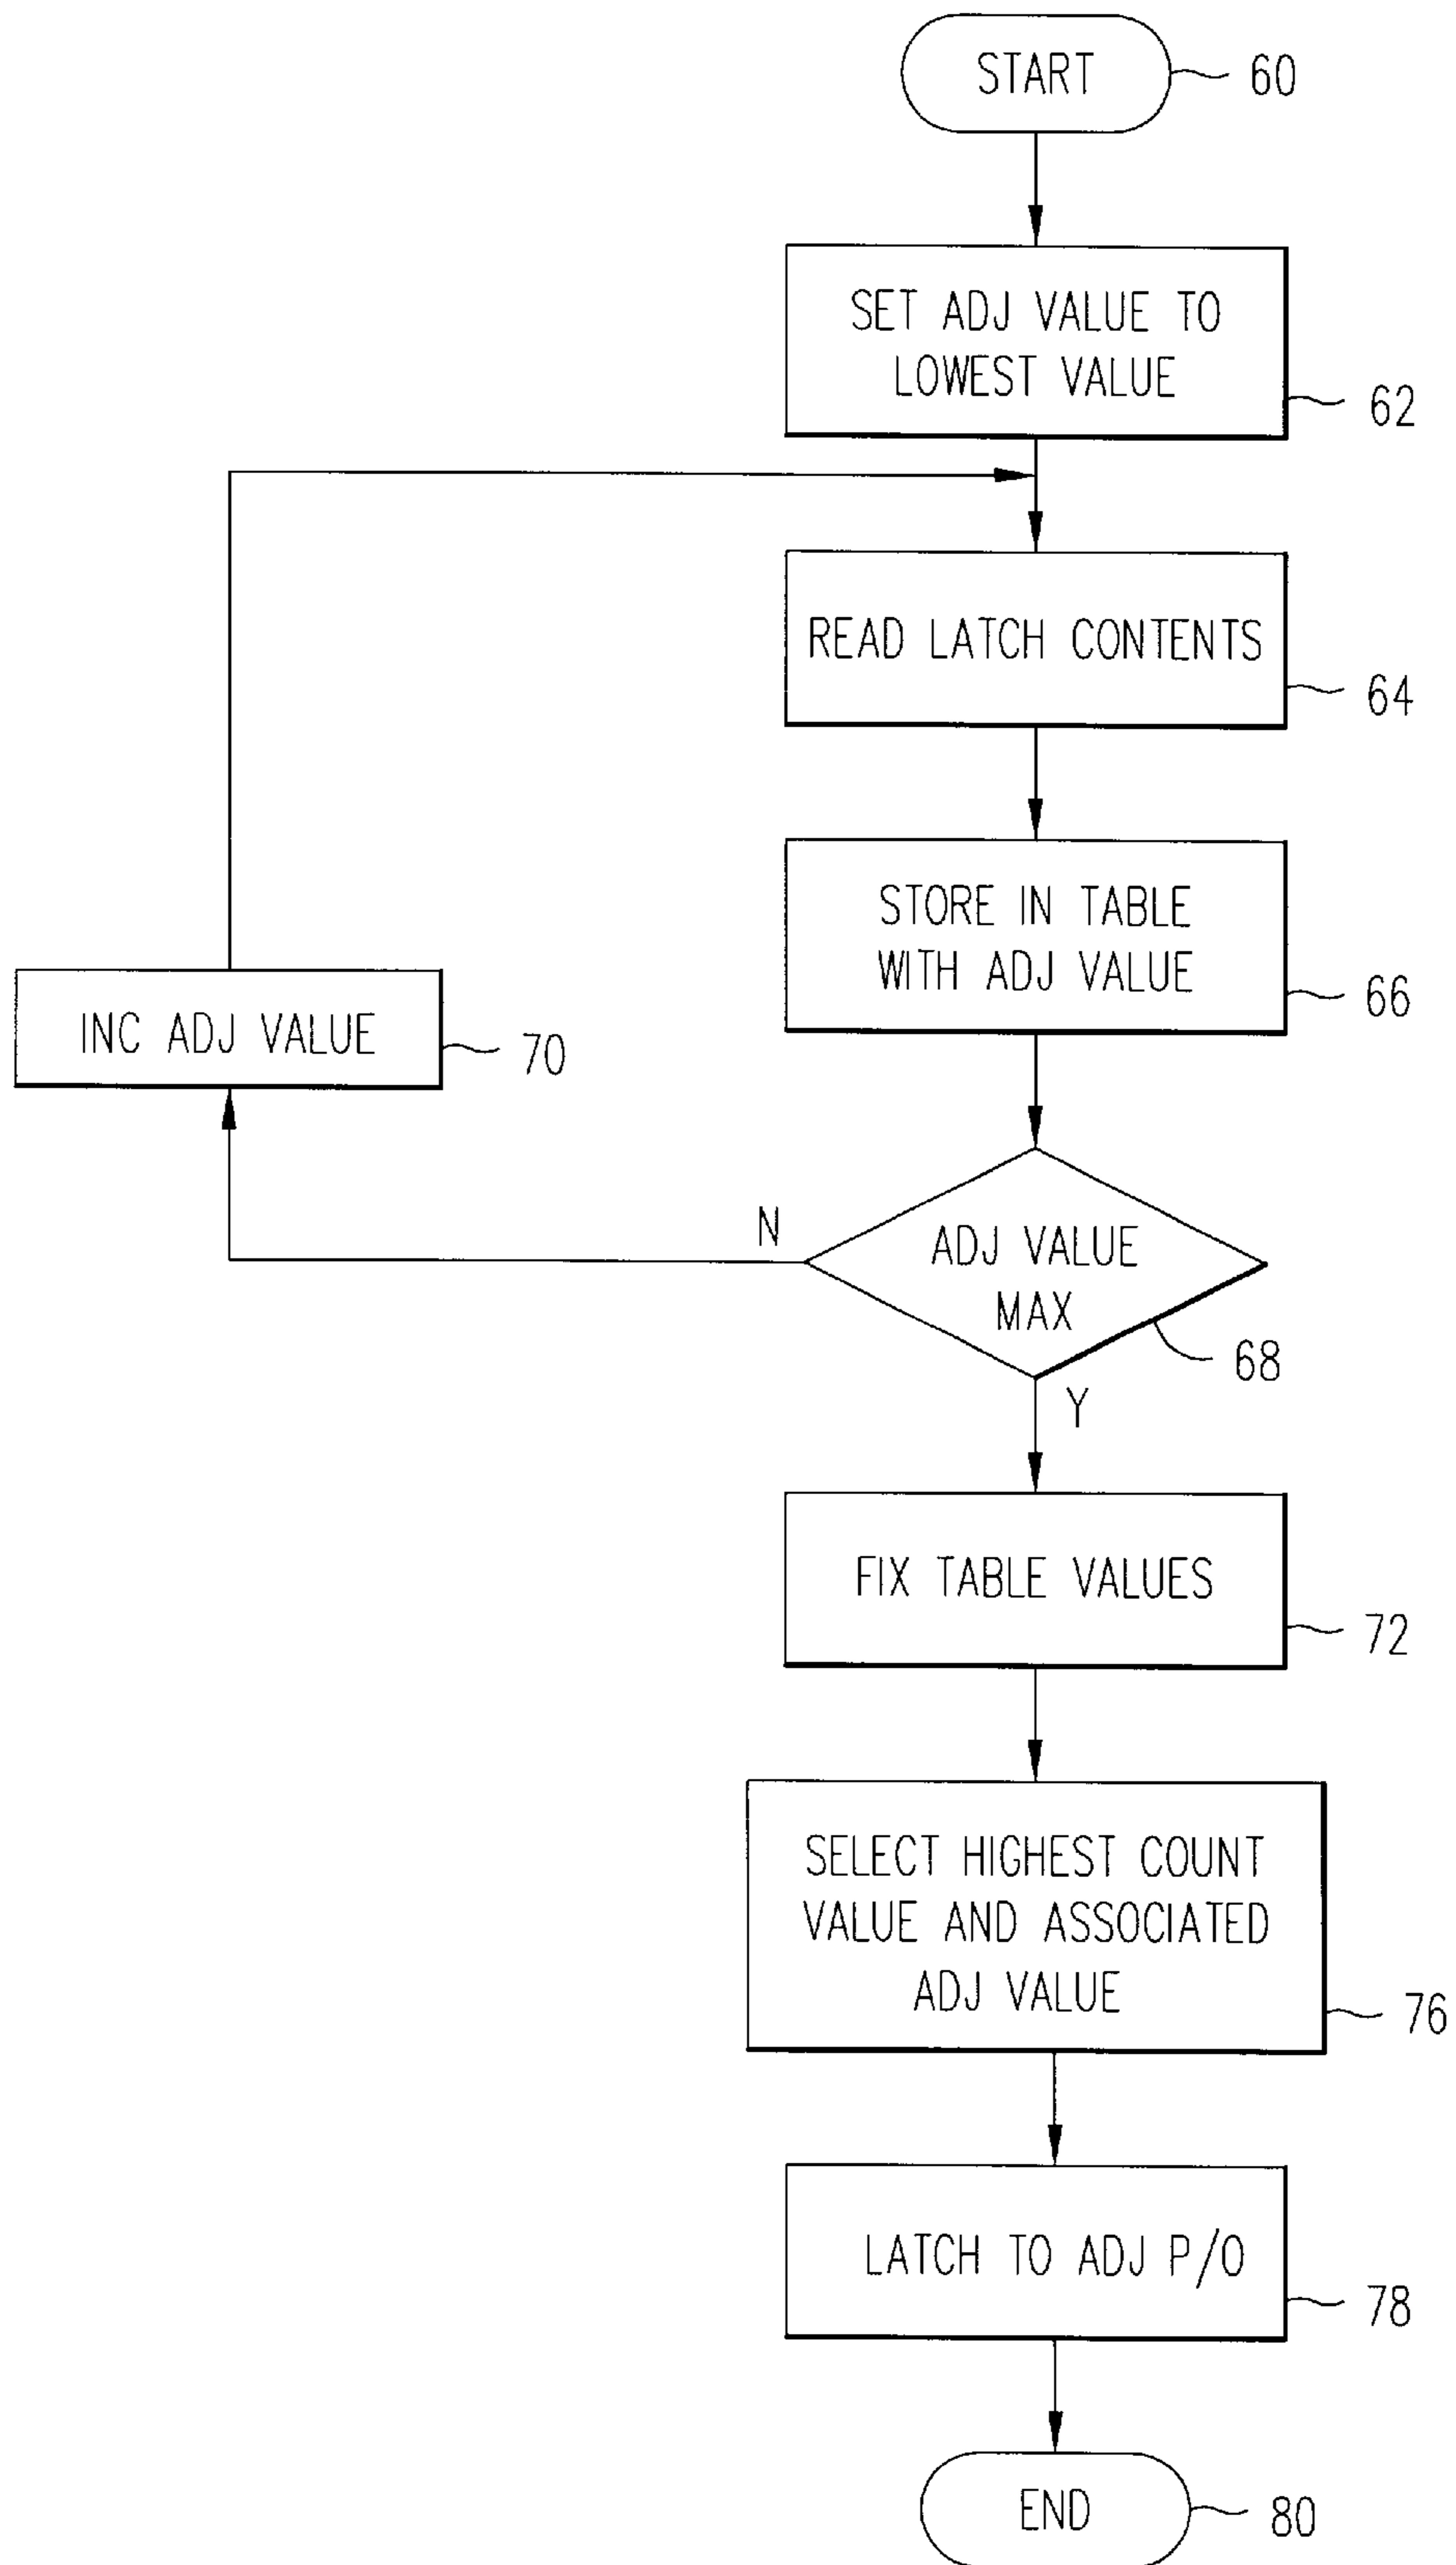 START
60
SET ADJ VALUE TO
LOWEST VALUE
62
READ LATCH CONTENTS
64
STORE IN TABLE
WITH ADJ VALUE
66
INC ADJ VALUE
70
N
ADJ VALUE
MAX
68
Y
FIX TABLE VALUES
72
SELECT HIGHEST COUNT
VALUE AND ASSOCIATED
ADJ VALUE
76
LATCH TO ADJ P/O
78
END
80